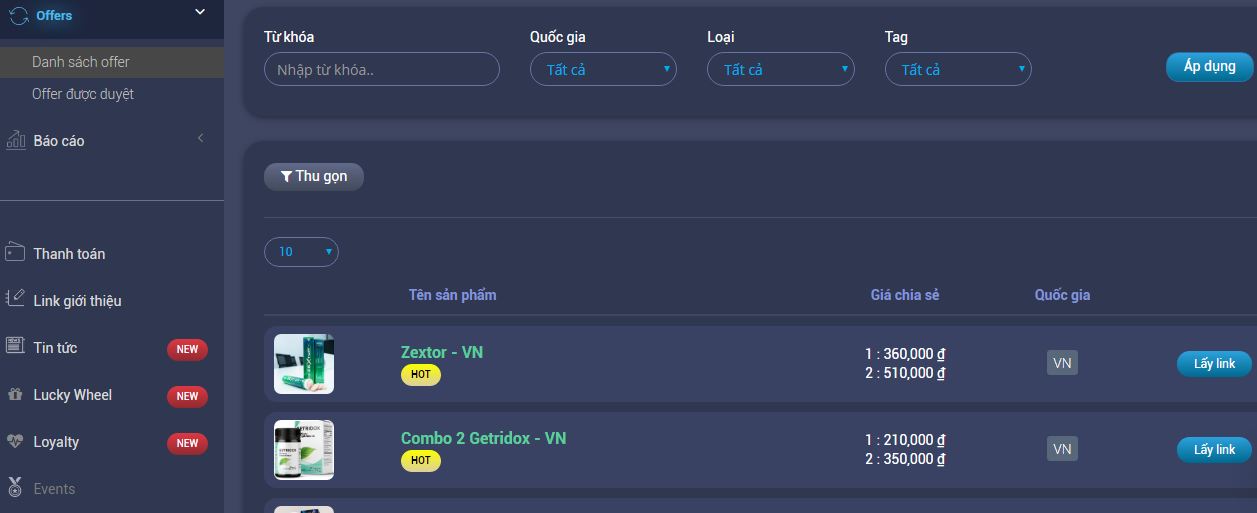 Offers
Danh sách offer
Offer được duyệt
Báo cáo
Thanh toán
Link giới thiệu
Tin tức NEW
Lucky Wheel NEW
Loyalty NEW
Events
Từ khóa Quốc gia Loại Tag
Nhập từ khóa.. Tất cả Tất cả Tất cả Áp dụng
Thu gọn
10
Tên sản phẩm Giá chia sẻ Quốc gia
Zextor - VN
HOT
1 : 360,000 ₫
2 : 510,000 ₫
VN
Lấy link
Combo 2 Getridox - VN
HOT
1 : 210,000 ₫
2 : 350,000 ₫
VN
Lấy link